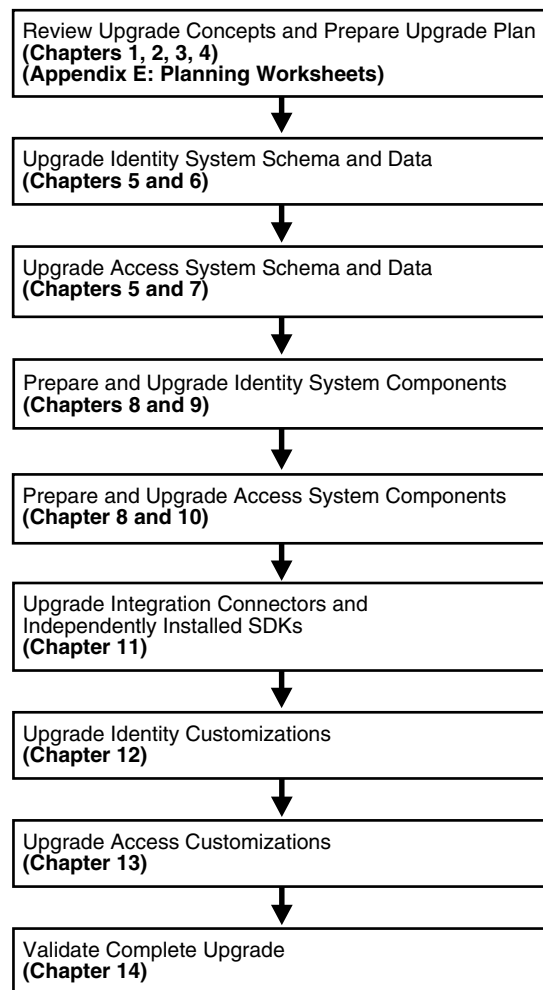 Review Upgrade Concepts and Prepare Upgrade Plan
(Chapters 1, 2, 3, 4)
(Appendix E: Planning Worksheets)
Upgrade Identity System Schema and Data
(Chapters 5 and 6)
Upgrade Access System Schema and Data
(Chapters 5 and 7)
Prepare and Upgrade Identity System Components
(Chapters 8 and 9)
Prepare and Upgrade Access System Components
(Chapter 8 and 10)
Upgrade Integration Connectors and
Independently Installed SDKs
(Chapter 11)
Upgrade Identity Customizations
(Chapter 12)
Upgrade Access Customizations
(Chapter 13)
Validate Complete Upgrade
(Chapter 14)